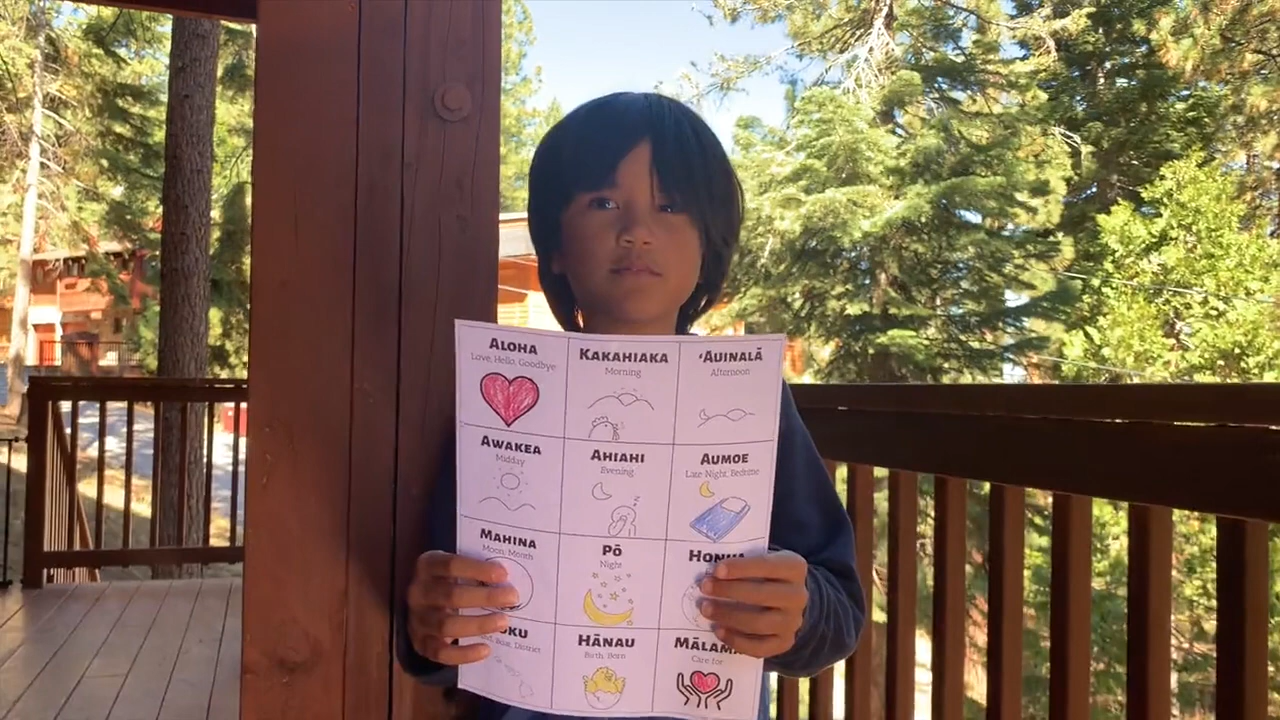 ALOHA
Love, Hello, Goodbye
KAKAHIAKA
Morning
ʻAUINALĀ
Afternoon
AWAKEA
Midday
AHIAHI
Evening
AUMOE
Late Night, Bedtime
z
MAHINA
Moon, Month
PŌ
Night
HĀNAU
Birth, Born
District
Care for